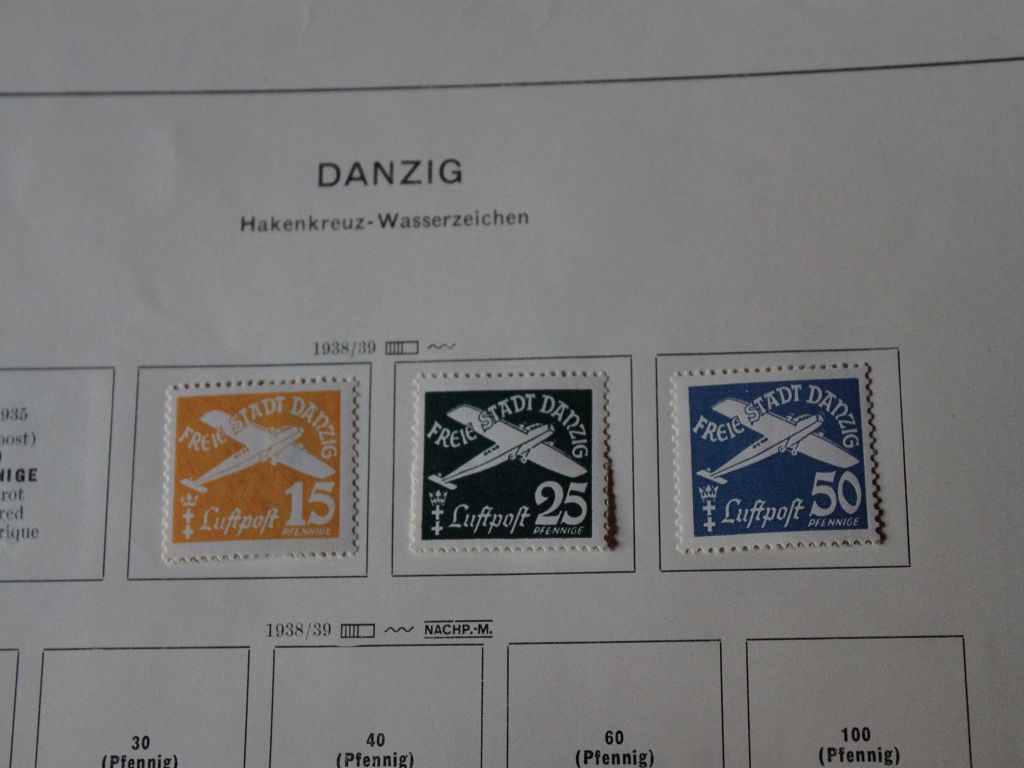 DANZIG
Hakenkreuz-Wasserzeichen
1938/39
935
post)
NIGE
rot
red
rique
FREIE STADT DANZIG
Luftpost 15
PFENNIGE
FREIE STADT DANZIG
Luftpost 25
PFENNIGE
FREIE STADT DANZIG
Luftpost 50
PFENNIGE
1938/39 NACHP.-M.
30
(Pfennig)
40
(Pfennig)
60
(Pfennig)
100
(Pfennig)